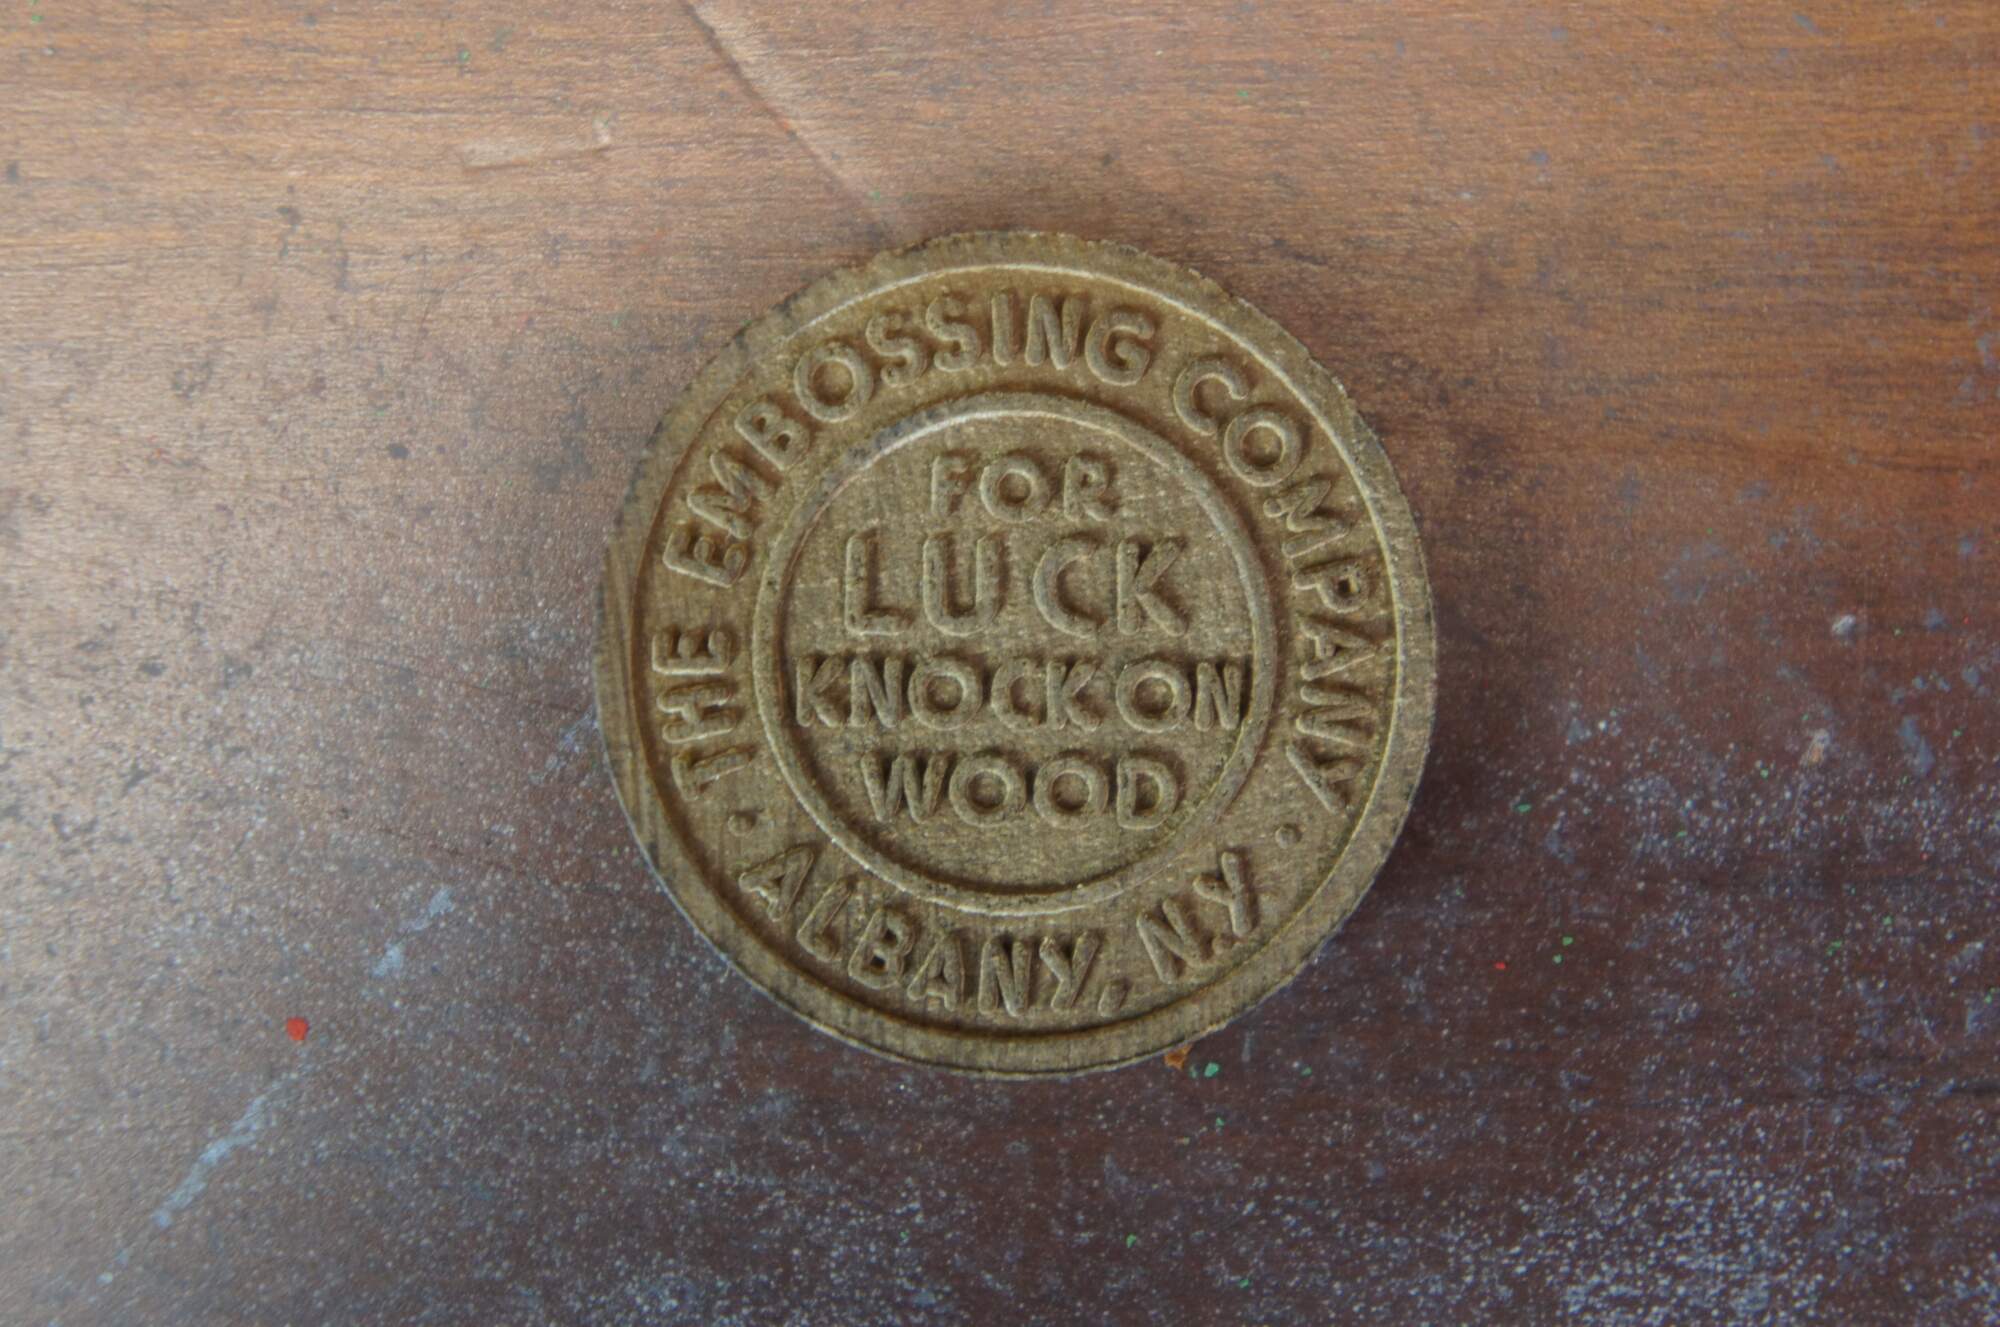 THE EMBOSSING COMPANY
FOR
LUCK
KNOCK ON
WOOD
· ALBANY, N.Y ·